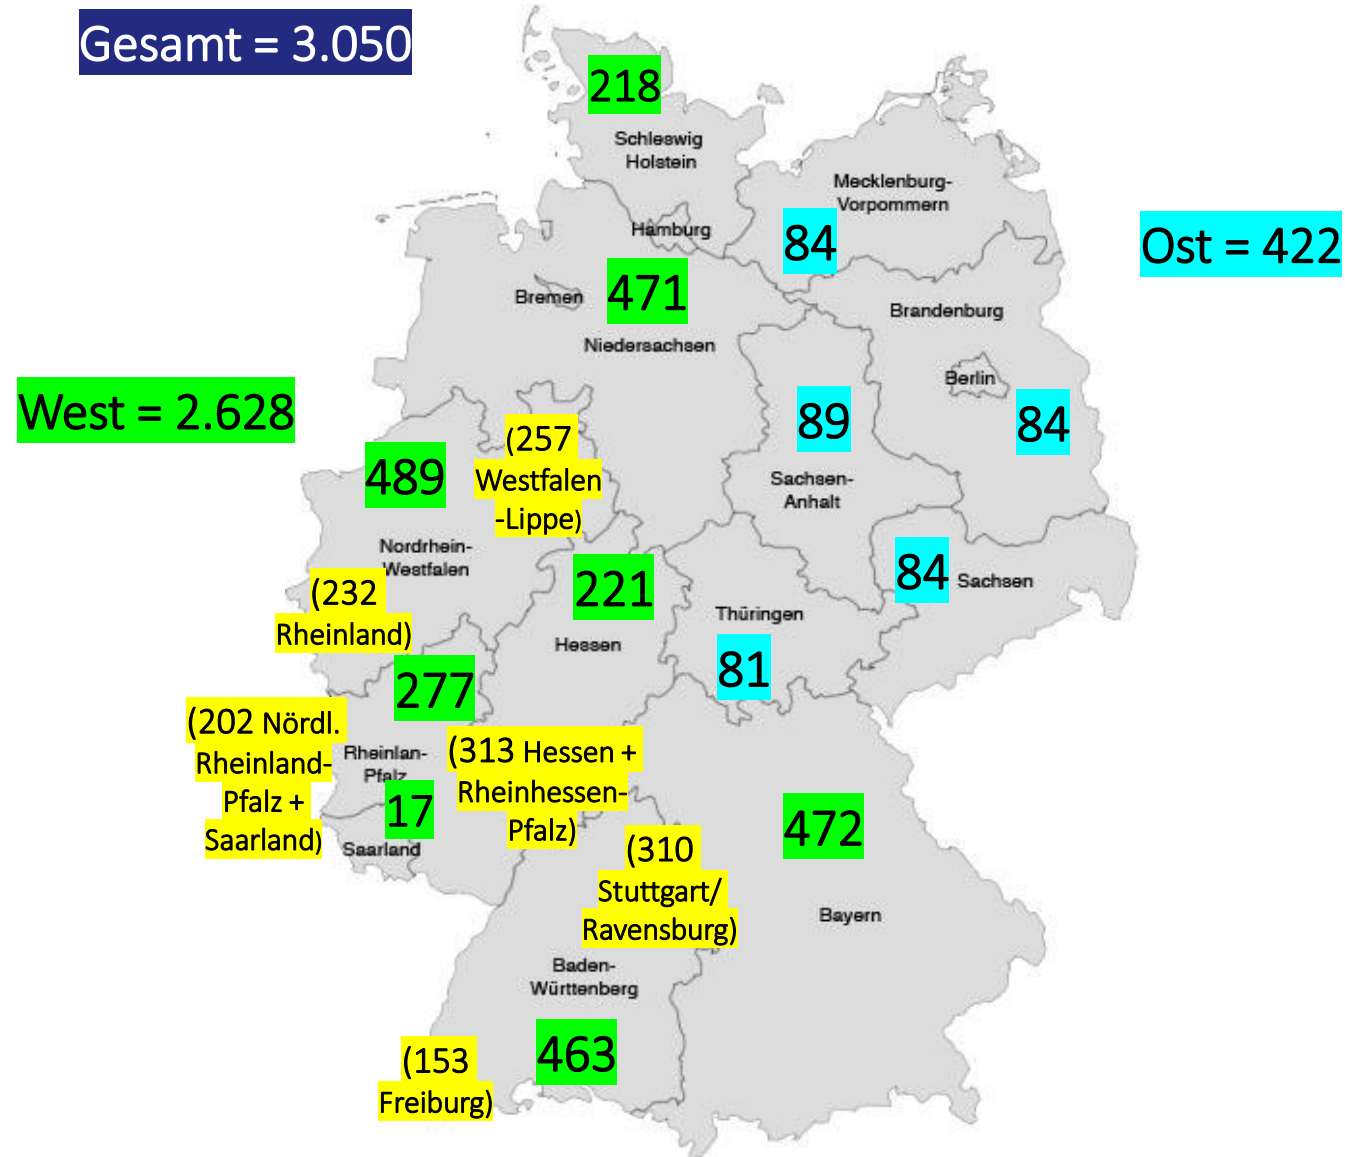 Gesamt = 3.050
218
Schleswig
Holstein
Mecklenburg-
Vorpommern
84
Hamburg
Ost = 422
Bremen
471
Niedersachsen
Brandenburg
Berlin
84
West = 2.628
89
Sachsen-
Anhalt
489
(257
Westfalen
-Lippe)
Nordrhein-
Westfalen
(232
Rheinland)
221
Hessen
84
Sachsen
Thüringen
81
277
(202 Nördl.
Rheinland-
Pfalz +
Saarland)
Rheinlan-
Pfalz
17
Saarland
(313 Hessen +
Rheinhessen-
Pfalz)
(310
Stuttgart/
Ravensburg)
472
Bayern
Baden-
Württenberg
463
(153
Freiburg)